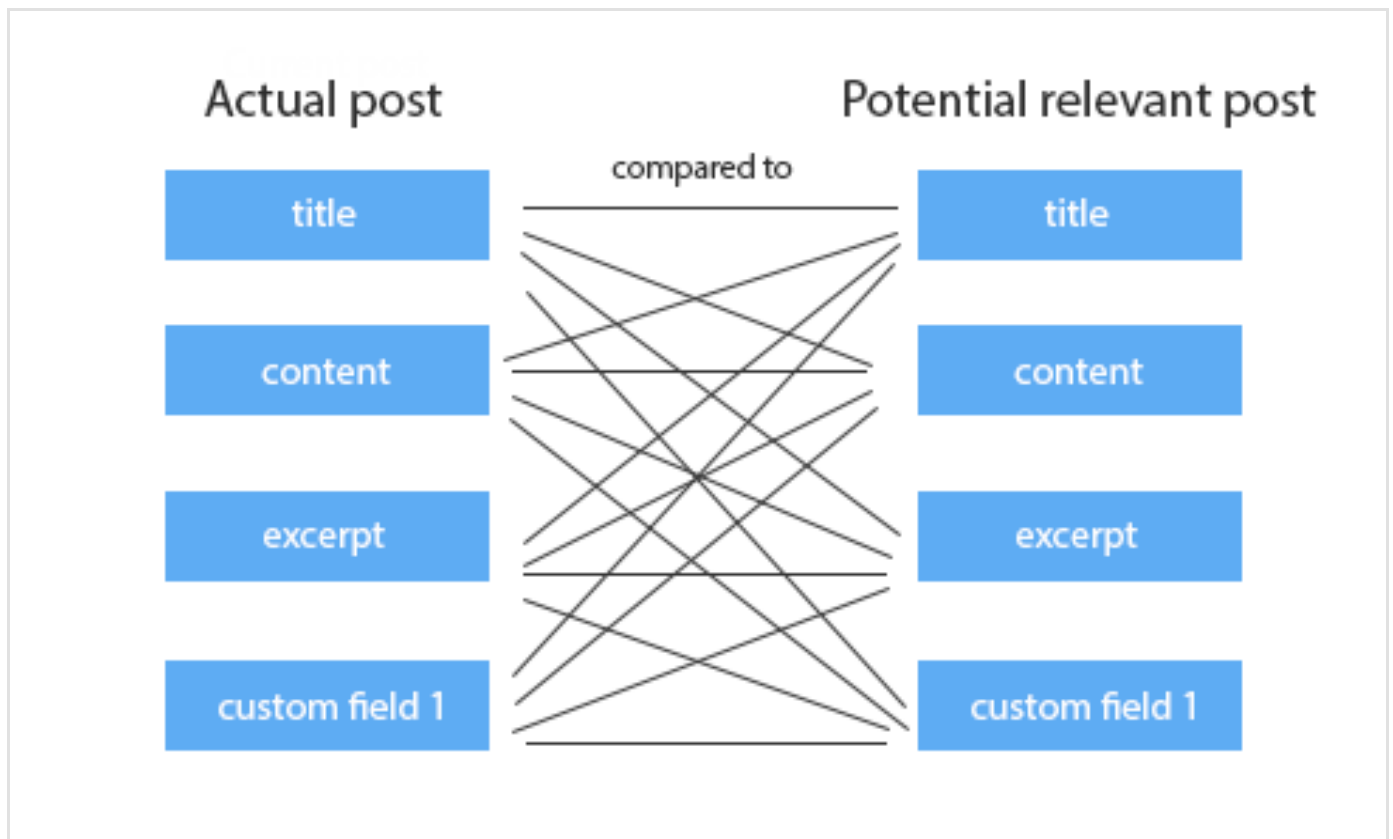 Actual post
Potential relevant post
compared to
title
title
content
content
excerpt
excerpt
custom field 1
custom field 1